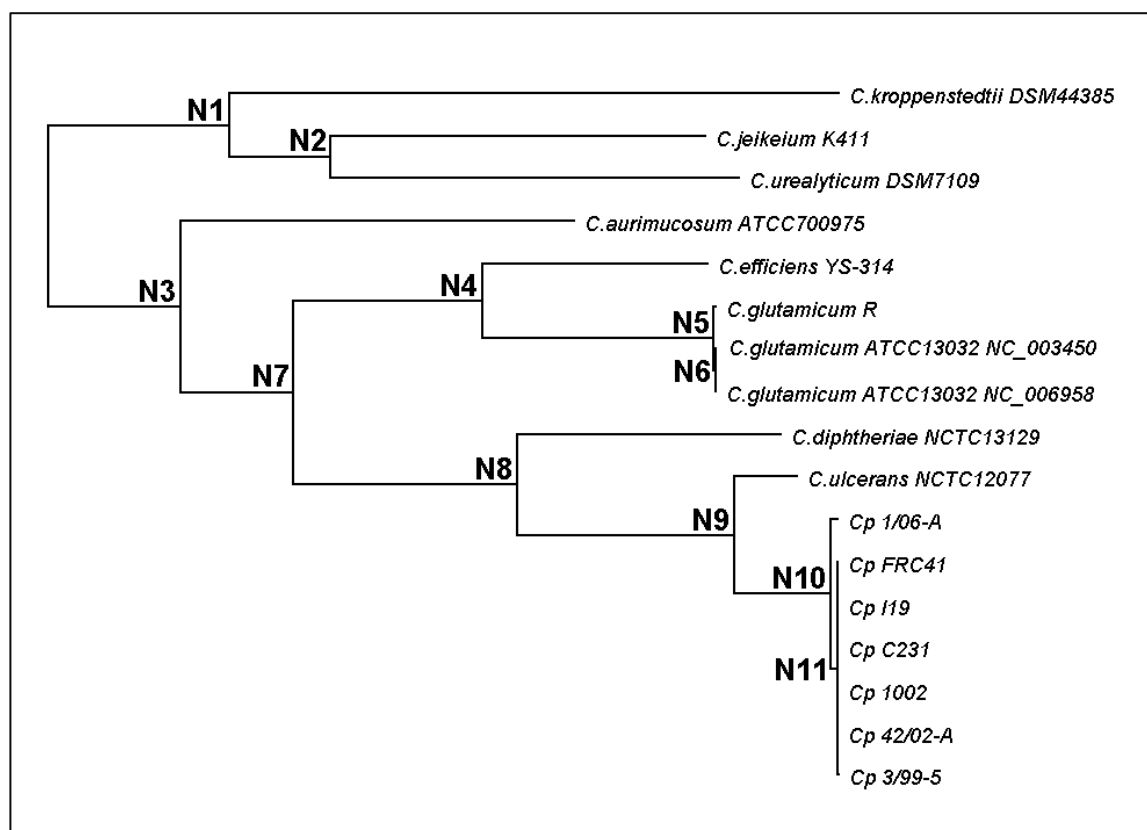 C.kroppenstedtii DSM44385
N1
C.jeikeium K411
N2
C.urealyticum DSM7109
C.aurimucosum ATCC700975
C.efficiens YS-314
N4
N3
C.glutamicum R
N5
C.glutamicum ATCC13032 NC_003450
N6
N7
C.glutamicum ATCC13032 NC_006958
C.diphtheriae NCTC13129
N8
C.ulcerans NCTC12077
N9
Cp 1/06-A
Cp FRC41
N10
Cp I19
Cp C231
N11
Cp 1002
Cp 42/02-A
Cp 3/99-5